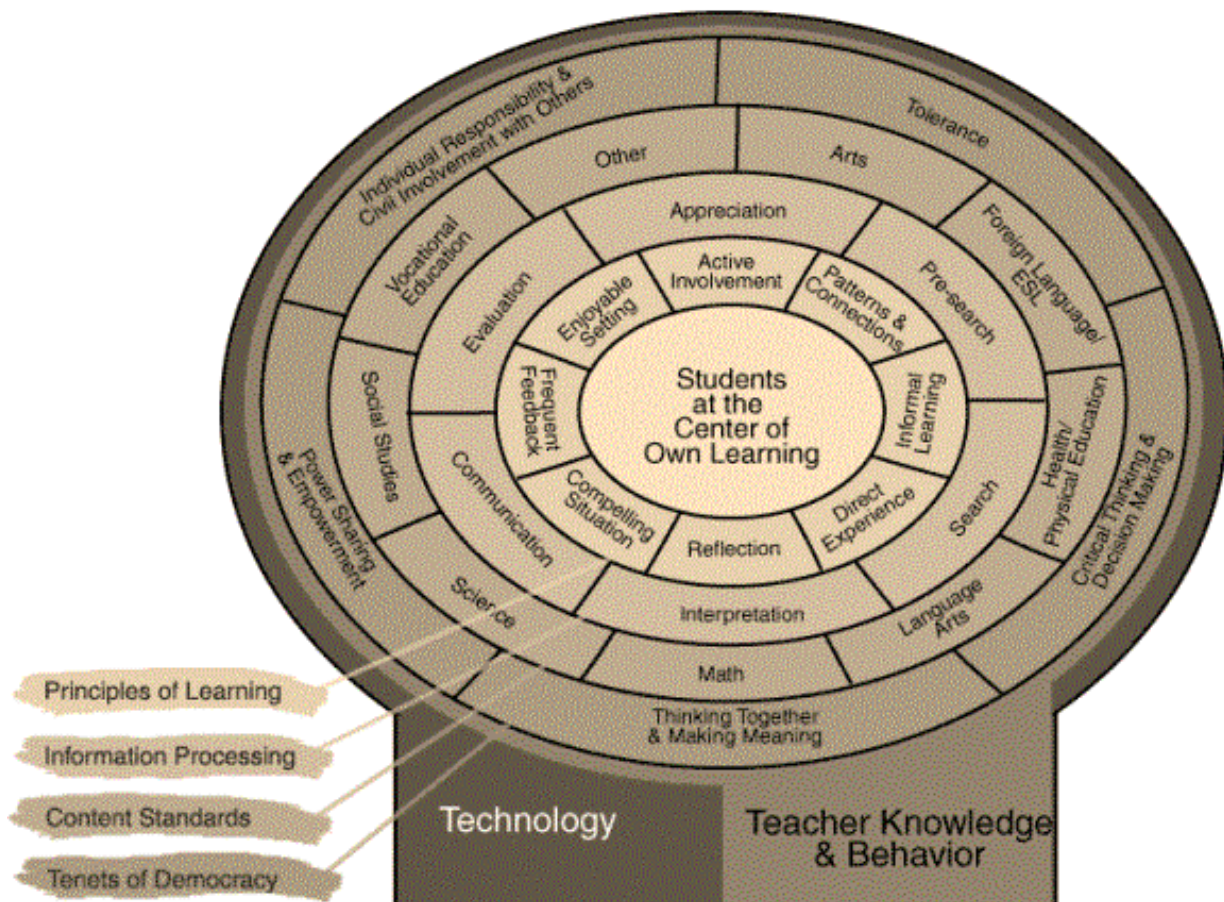 Individual Responsibility &
Civil Involvement with Others
Tolerance
Other
Arts
Vocational
Education
Foreign Language/
ESL
Appreciation
Evaluation
Pre-search
Active
Involvement
Enjoyable
Setting
Patterns &
Connections
Students
at the
Center of
Own Learning
Frequent
Feedback
Informal
Learning
Social Studies
Health/
Physical Education
Power Sharing
& Empowerment
Critical Thinking &
Decision Making
Communication
Search
Compelling
Situation
Direct
Experience
Reflection
Interpretation
Science
Language
Arts
Math
Thinking Together
& Making Meaning
Principles of Learning
Information Processing
Content Standards
Tenets of Democracy
Technology
Teacher Knowledge
& Behavior